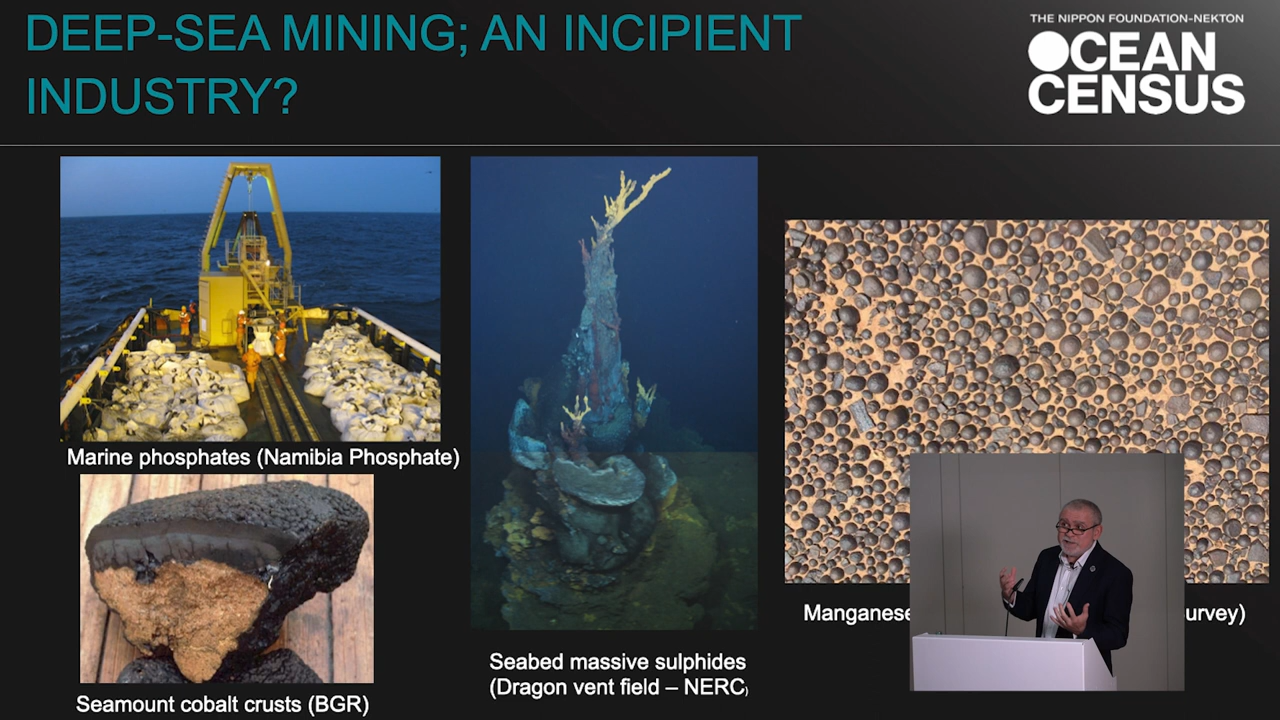 DEEP-SEA MINING; AN INCIPIENT
INDUSTRY?
THE NIPPON FOUNDATION-NEKTON
OCEAN
CENSUS
Marine phosphates (Namibia Phosphate)
Seamount cobalt crusts (BGR)
Seabed massive sulphides
(Dragon vent field – NERC)
Manganese urvey)